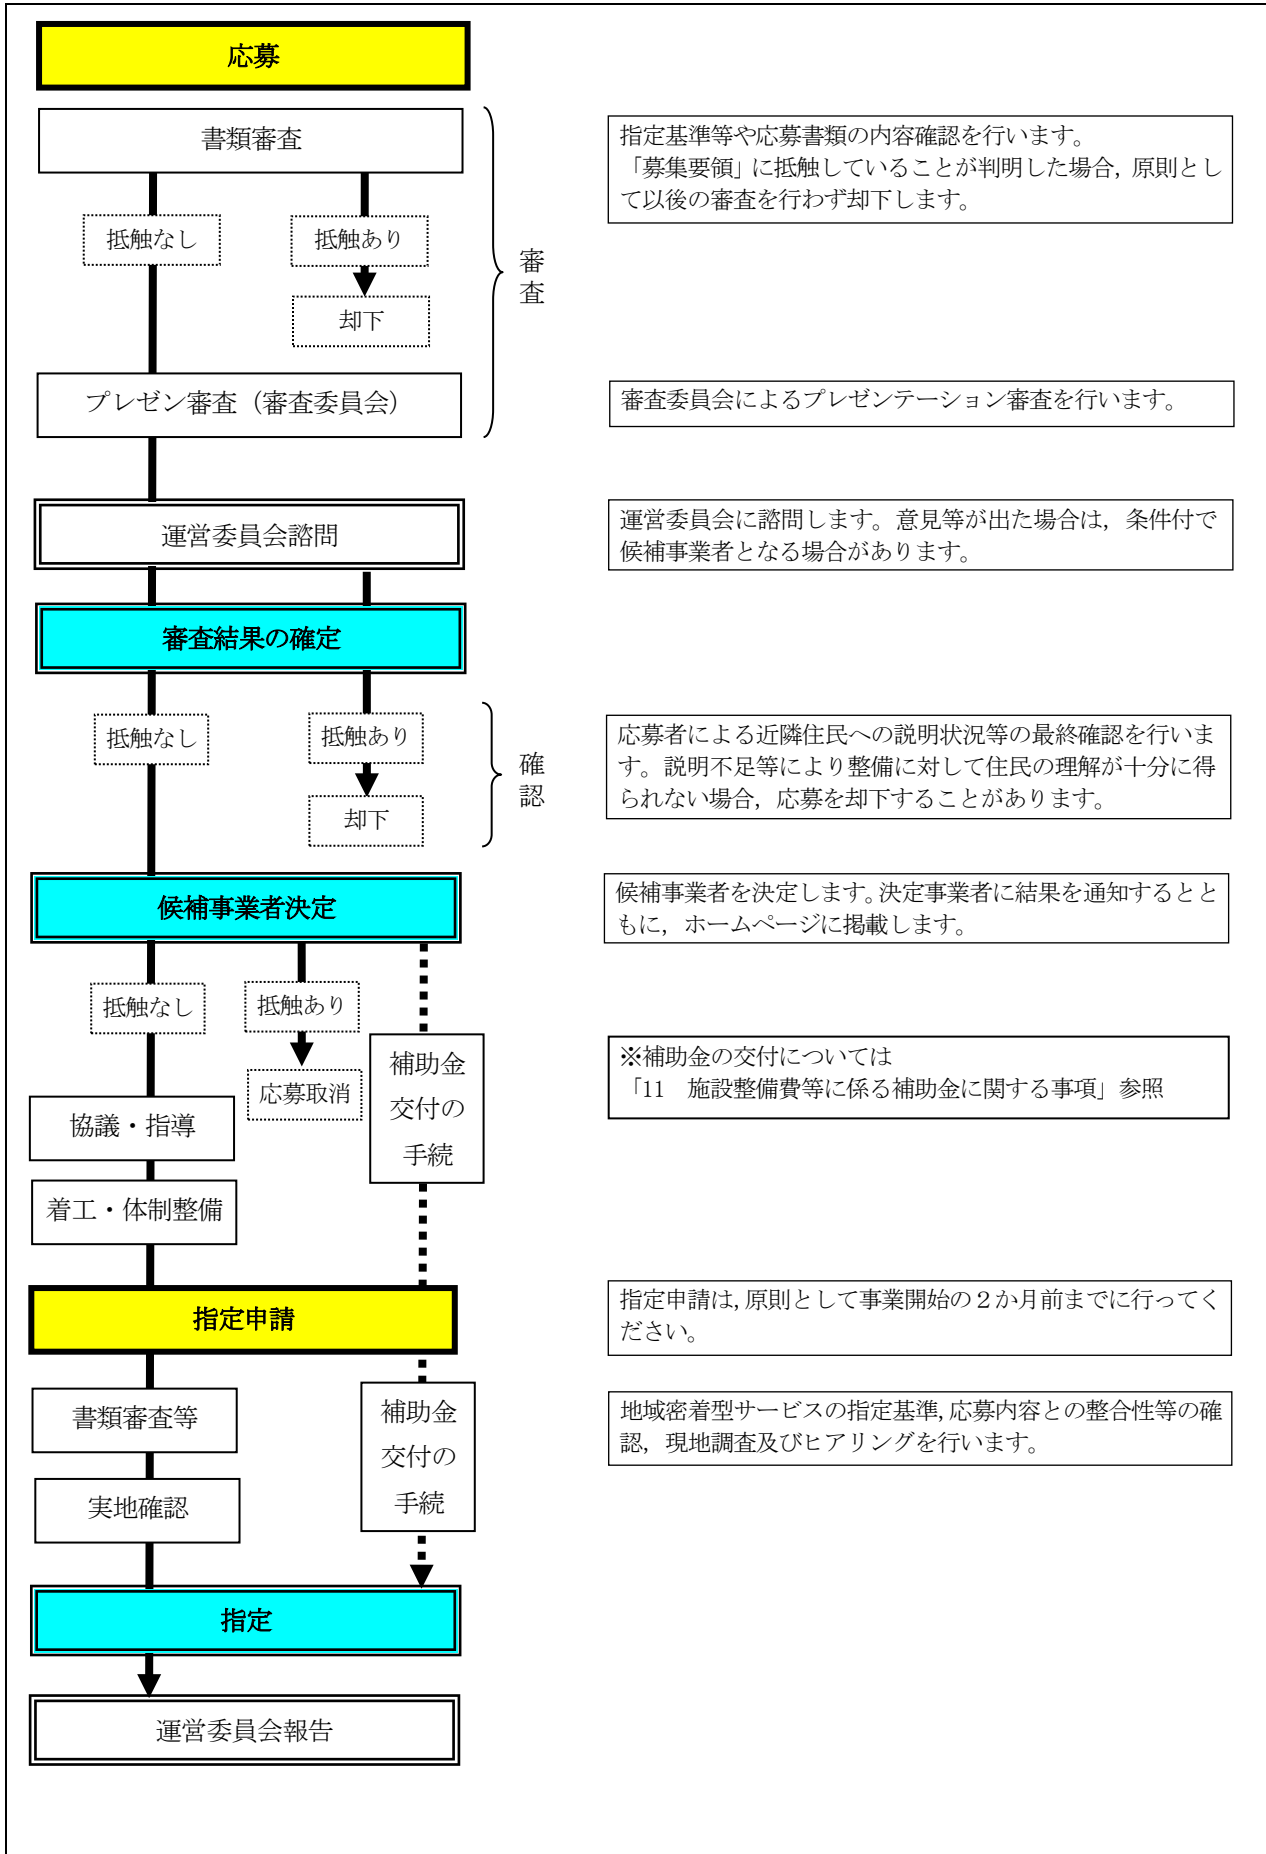 応募
書類審査
指定基準等や応募書類の内容確認を行います。
「募集要領」に抵触していることが判明した場合，原則とし
て以後の審査を行わず却下します。
抵触なし
抵触あり
却下
審
査
プレゼン審査（審査委員会）
審査委員会によるプレゼンテーション審査を行います。
運営委員会諮問
運営委員会に諮問します。意見等が出た場合は，条件付で
候補事業者となる場合があります。
審査結果の確定
抵触なし
抵触あり
却下
確
認
応募者による近隣住民への説明状況等の最終確認を行いま
す。説明不足等により整備に対して住民の理解が十分に得
られない場合，応募を却下することがあります。
候補事業者決定
候補事業者を決定します。決定事業者に結果を通知するとと
もに，ホームページに掲載します。
抵触なし
抵触あり
応募取消
補助金
交付の
手続
※補助金の交付については
「11　施設整備費等に係る補助金に関する事項」参照
協議・指導
着工・体制整備
指定申請
指定申請は，原則として事業開始の２か月前までに行ってく
ださい。
書類審査等
補助金
交付の
手続
地域密着型サービスの指定基準，応募内容との整合性等の確
認，現地調査及びヒアリングを行います。
実地確認
指定
運営委員会報告